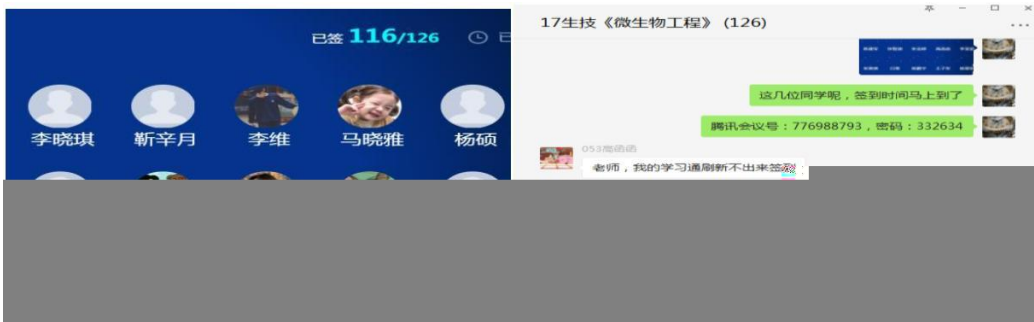 已签 116/126
李晓琪 靳辛月 李维 马晓雅 杨硕
17生技《微生物工程》 (126)
这几位同学呢，签到时间马上到了
腾讯会议号：776988793，密码：332634
老师，我的学习通刷新不出来签到